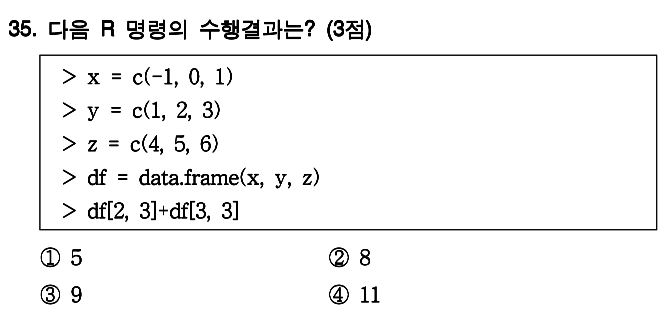 35. 다음 R 명령의 수행결과는? (3점)
> x = c(-1, 0, 1)
> y = c(1, 2, 3)
> z = c(4, 5, 6)
> df = data.frame(x, y, z)
> df[2, 3]+df[3, 3]
① 5 ② 8
③ 9 ④ 11